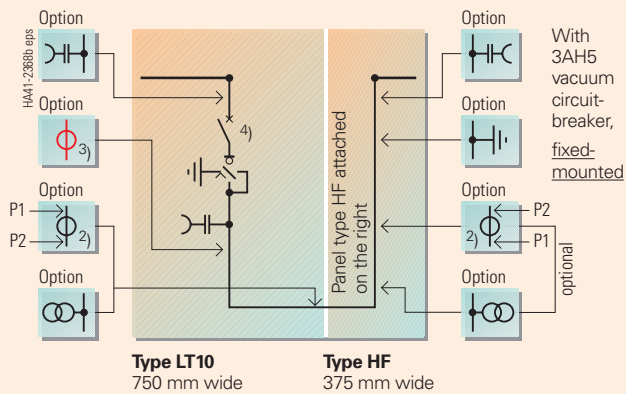 Option
HA41-2368b eps
Option
3)
Option
P1
P2
2)
Option
4)
Panel type HF attached
on the right
Option
Option
Option
2)
P2
P1
optional
Option
With
3AH5
vacuum
circuit-
breaker,
fixed-
mounted
Type LT10
750 mm wide
Type HF
375 mm wide